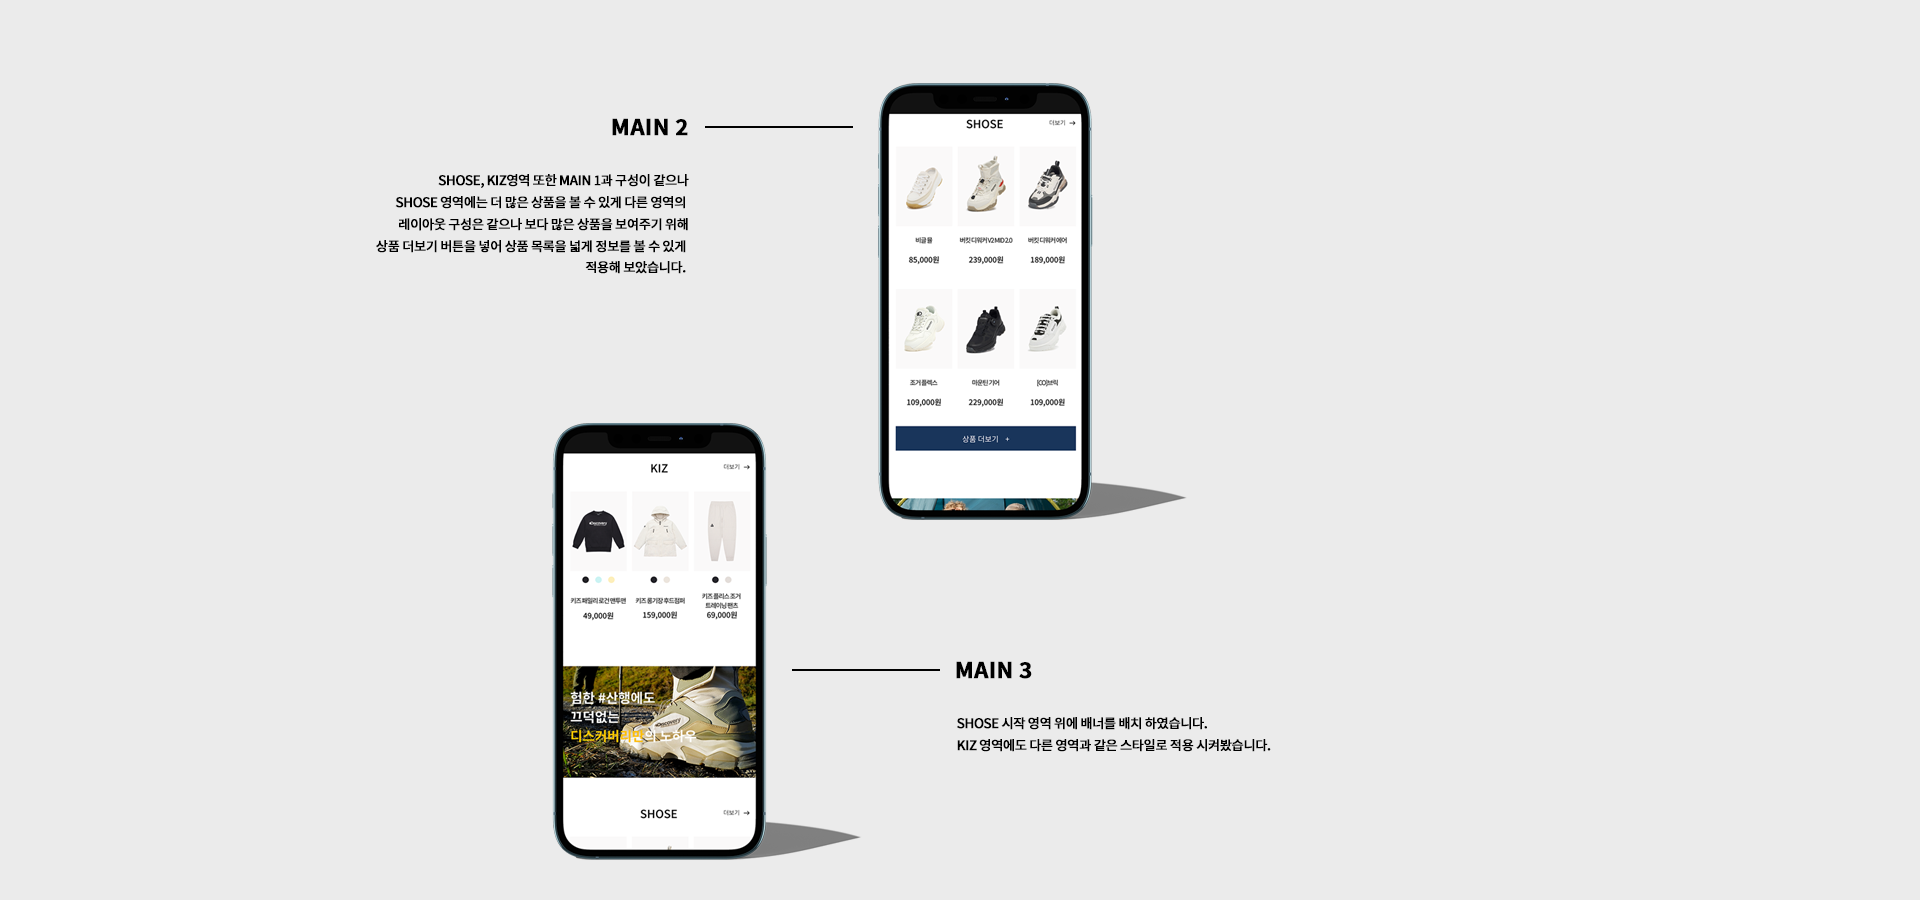 MAIN 2
SHOSE, KIZ영역 또한 MAIN 1과 구성이 같으나
SHOSE 영역에는 더 많은 상품을 볼 수 있게 다른 영역의
레이아웃 구성은 같으나 보다 많은 상품을 보여주기 위해
상품 더보기 버튼을 넣어 상품 목록을 넓게 정보를 볼 수 있게
적용해 보았습니다.
SHOSE 더보기 →
비글 뮬 버킷 디워커 V2 MID 2.0 버킷 디워커 에어
85,000원 239,000원 189,000원
조거 플렉스 마운틴 기어 [CO]브릭
109,000원 229,000원 109,000원
상품 더보기 +
KIZ 더보기 →
Discovery
키즈 패밀리 로건 맨투맨 키즈 롱기장 후드점퍼 키즈 플리스 조거
트레이닝 팬츠
49,000원 159,000원 69,000원
험한 #산행에도
끄덕없는
디스커버리만의 노하우
Discovery
SHOSE 더보기 →
MAIN 3
SHOSE 시작 영역 위에 배너를 배치 하였습니다.
KIZ 영역에도 다른 영역과 같은 스타일로 적용 시켜봤습니다.